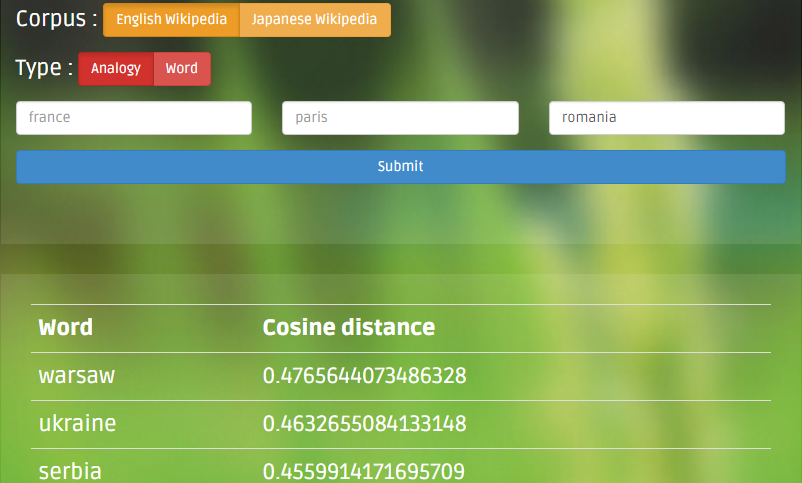 Corpus : English Wikipedia Japanese Wikipedia
Type : Analogy Word
france paris romania
Submit
Word Cosine distance
warsaw 0.4765644073486328
ukraine 0.4632655084133148
serbia 0.4559914171695709